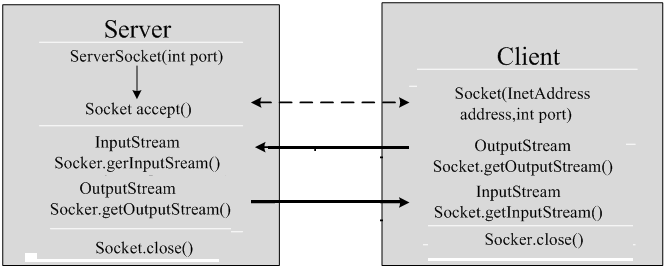 Server
ServerSocket(int port)
Socket accept()
InputStream
Socker.gerInputSream()
OutputStream
Socker.getOutputStream()
Socket.close()
Client
Socket(InetAddress
address,int port)
OutputStream
Socket.getOutputStream()
InputStream
Socket.getInputStream()
Socker.close()